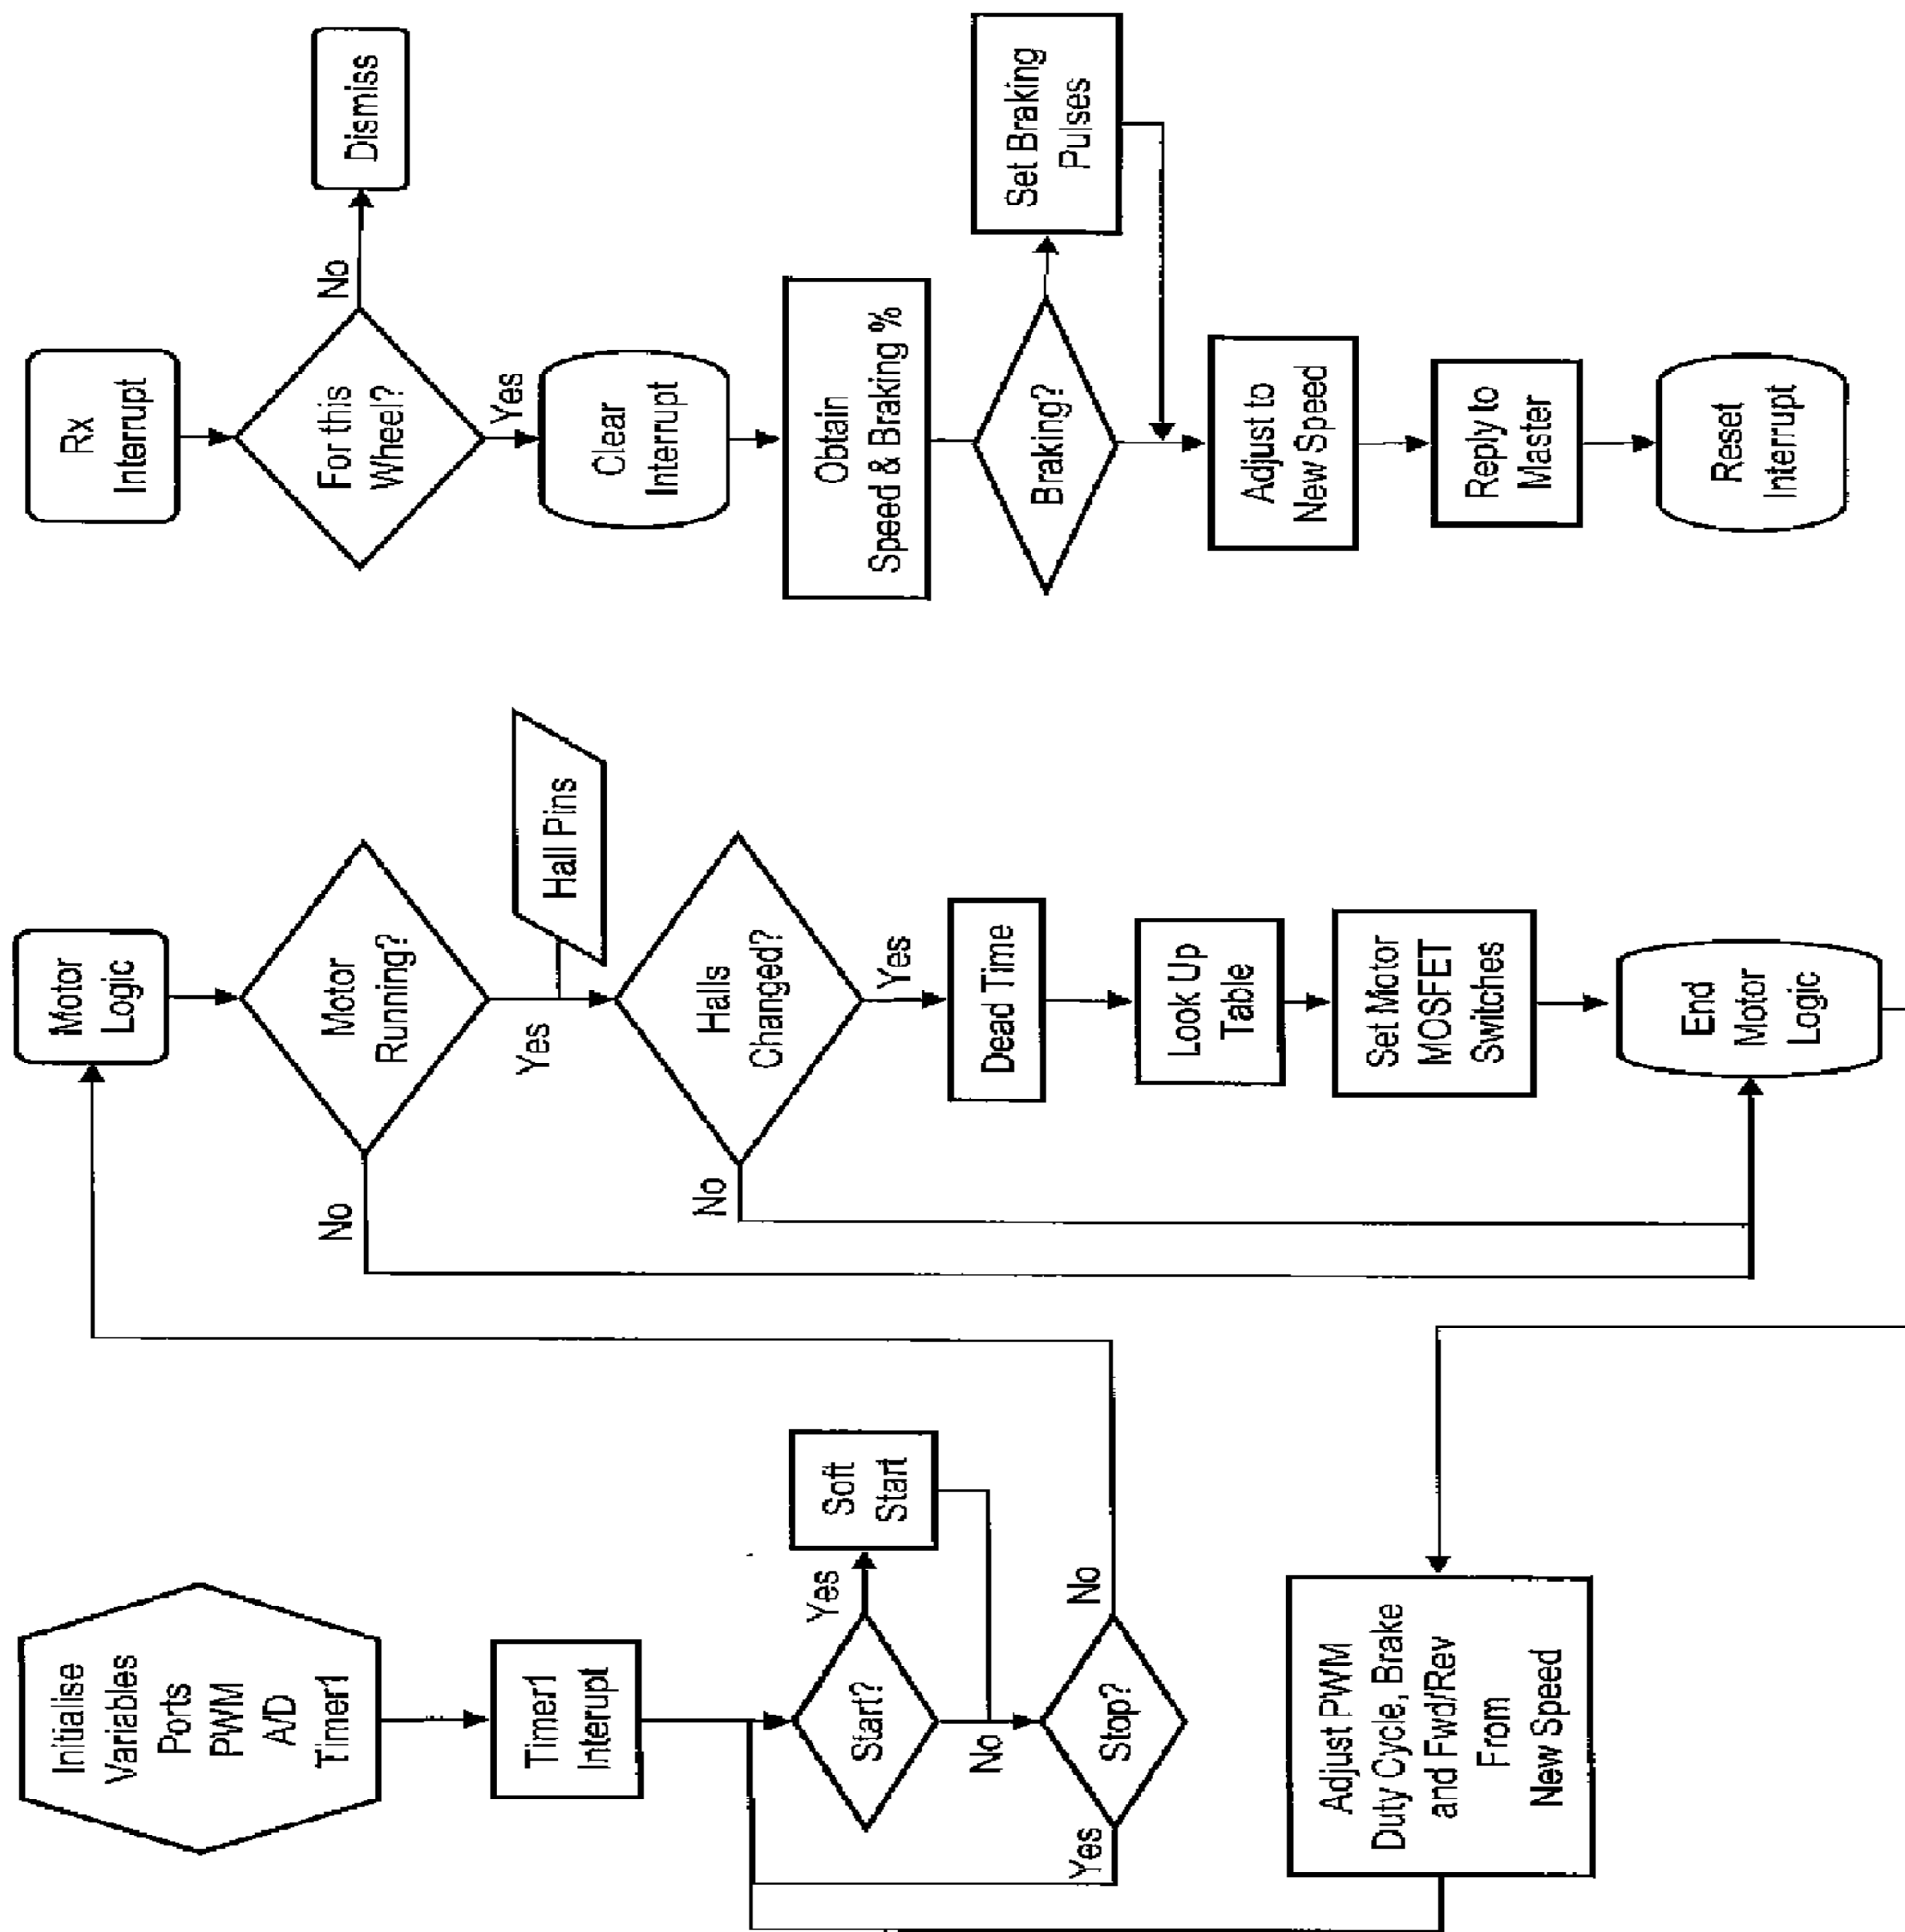 Initialise
Variables
Ports
PWM
A/D
Timer1
Timer1
Interupt
Start?
Yes
Soft
Start
No
Stop?
No
Yes
Adjust PWM
Duty Cycle, Brake
and Fwd/Rev
From
New Speed
Motor
Logic
Motor
Running?
No
Yes
Hall Pins
Halls
Changed?
No
Yes
Dead Time
Look Up
Table
Set Motor
MOSFET
Switches
End
Motor
Logic
Rx
Interrupt
For this
Wheel?
No
Dismiss
Yes
Clear
Interrupt
Obtain
Speed & Braking %
Braking?
Set Braking
Pulses
Adjust to
New Speed
Reply to
Master
Reset
Interrupt